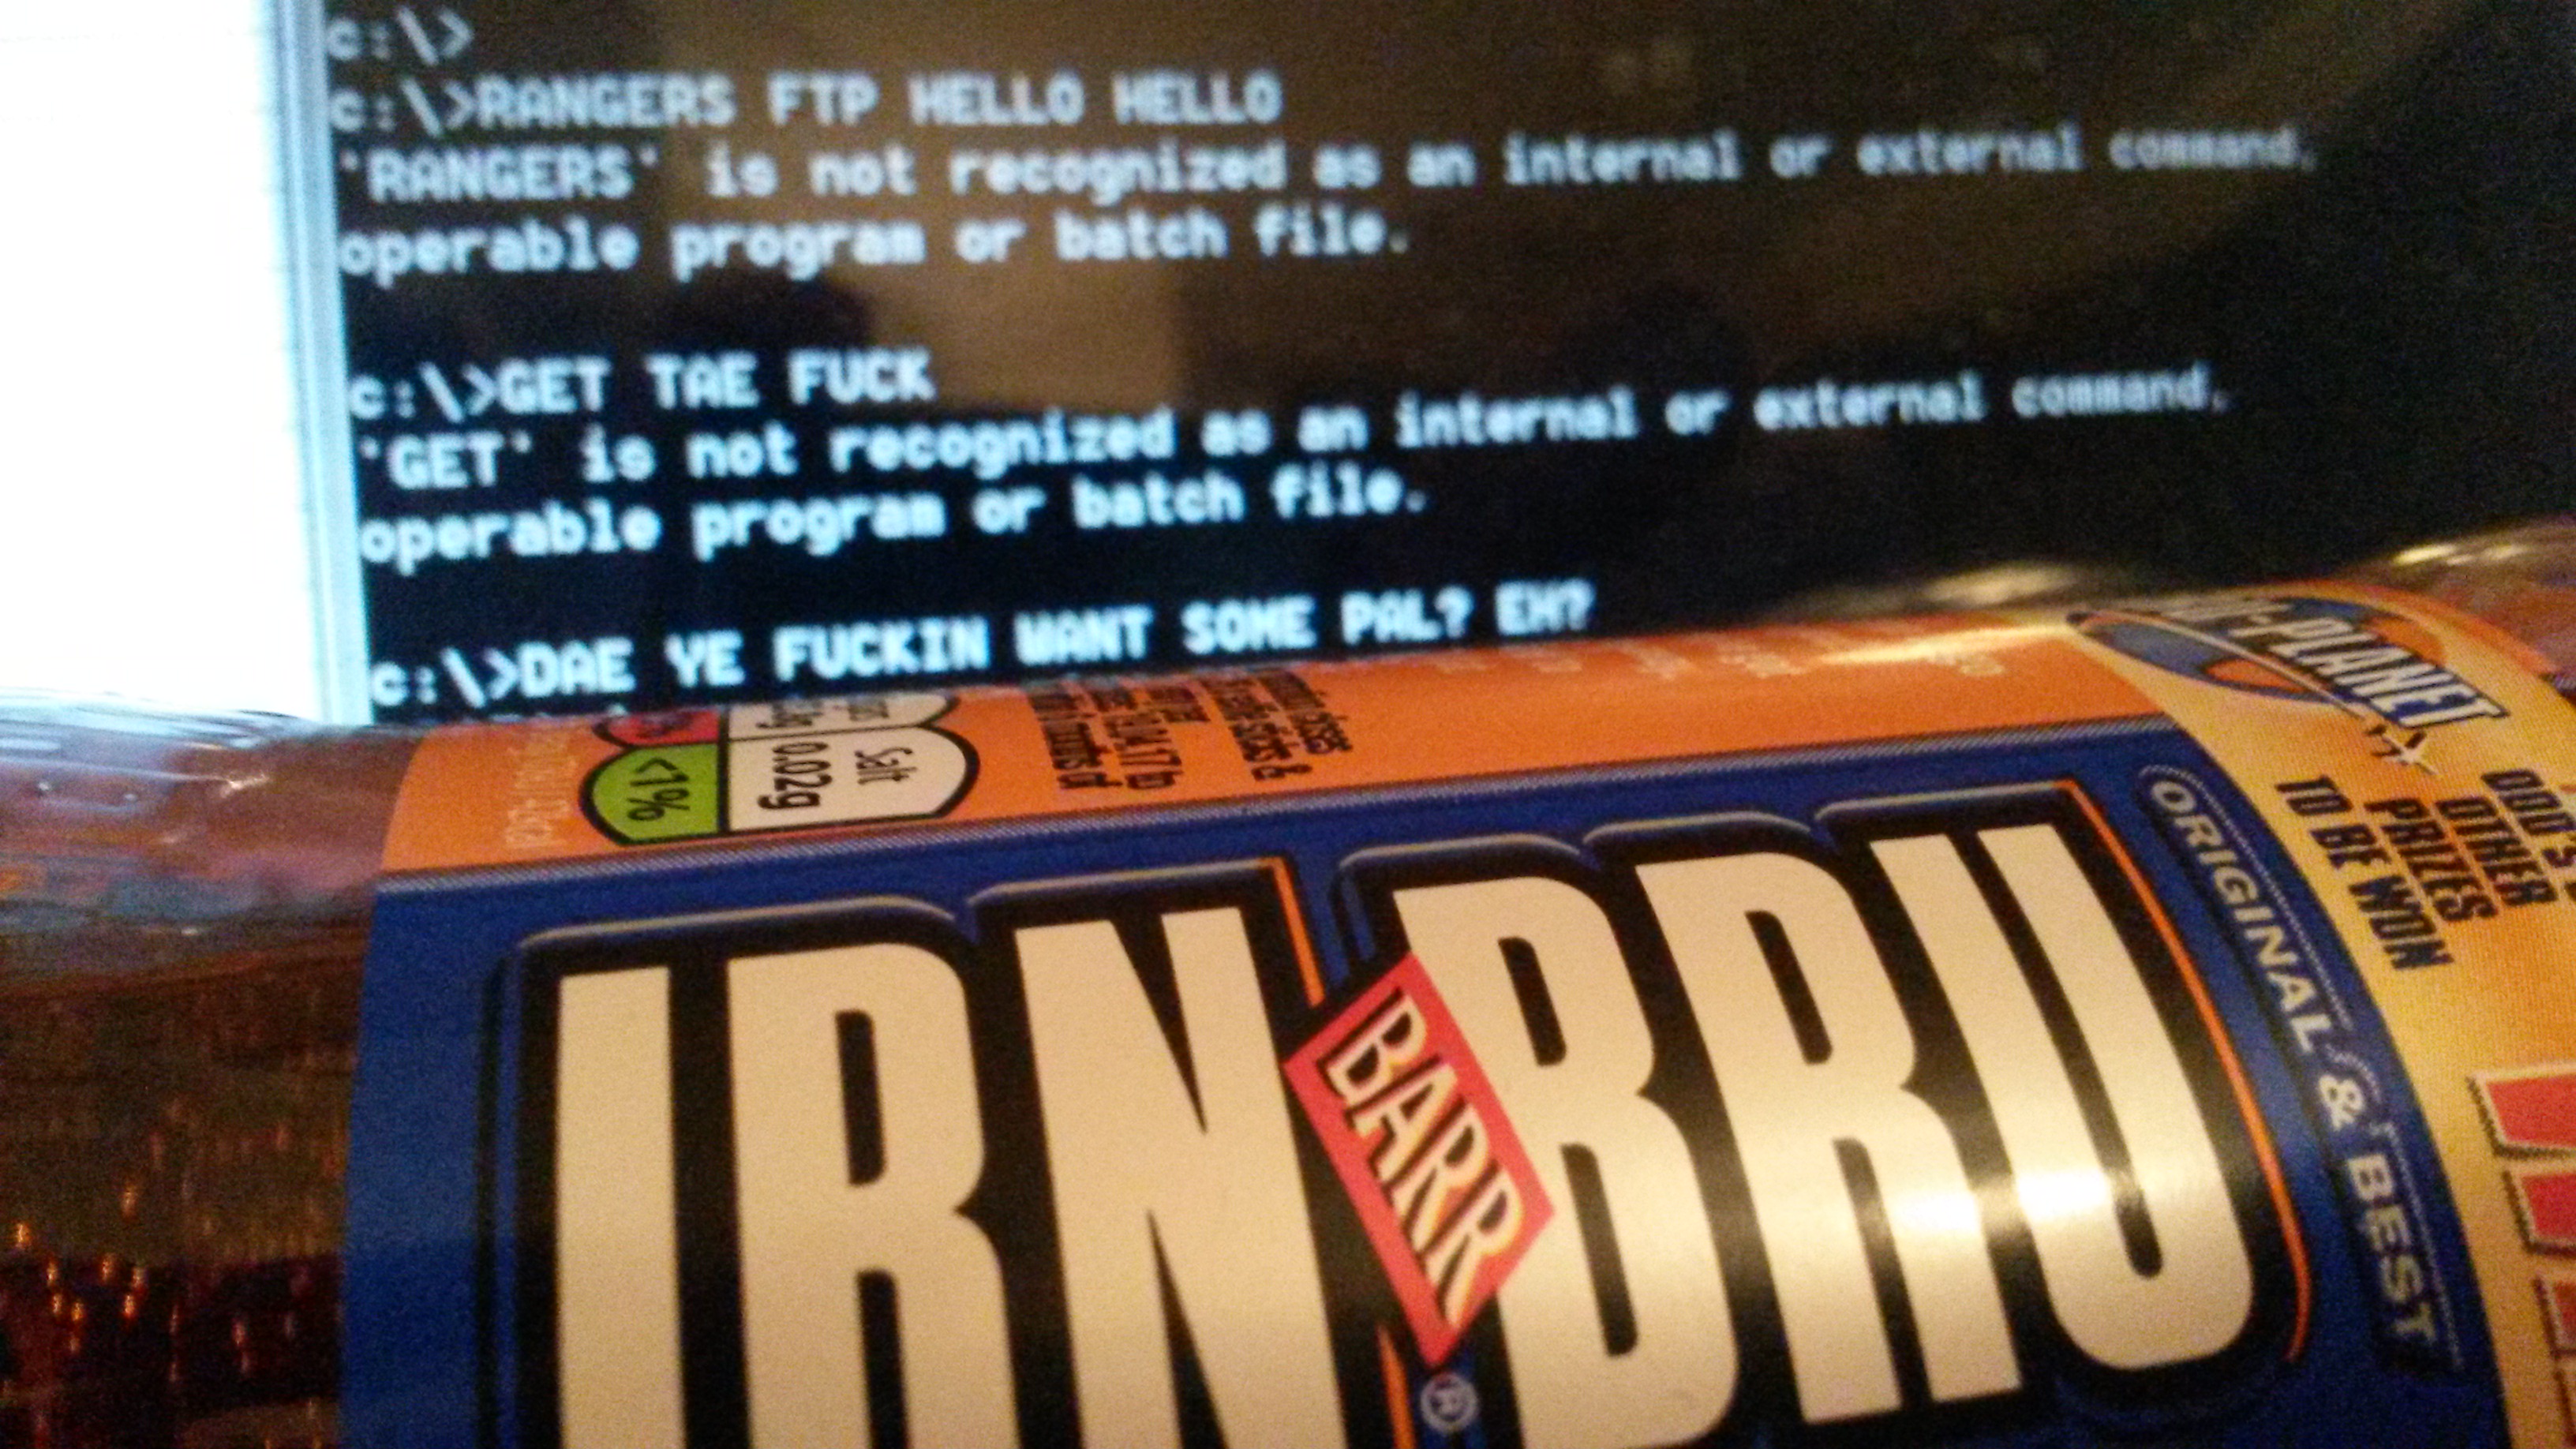 c:\>
c:\>RANGERS FTP HELLO HELLO
'RANGERS' is not recognized as an internal or external command,
operable program or batch file.
c:\>GET TAE FUCK
'GET' is not recognized as an internal or external command,
operable program or batch file.
c:\>DAE YE FUCKIN WANT SOME PAL? EH?
<1%
0.02g
Salt
PLANET
OTHER
PRIZES
TO BE WON
IRN BRU
BARR
®
ORIGINAL & BEST